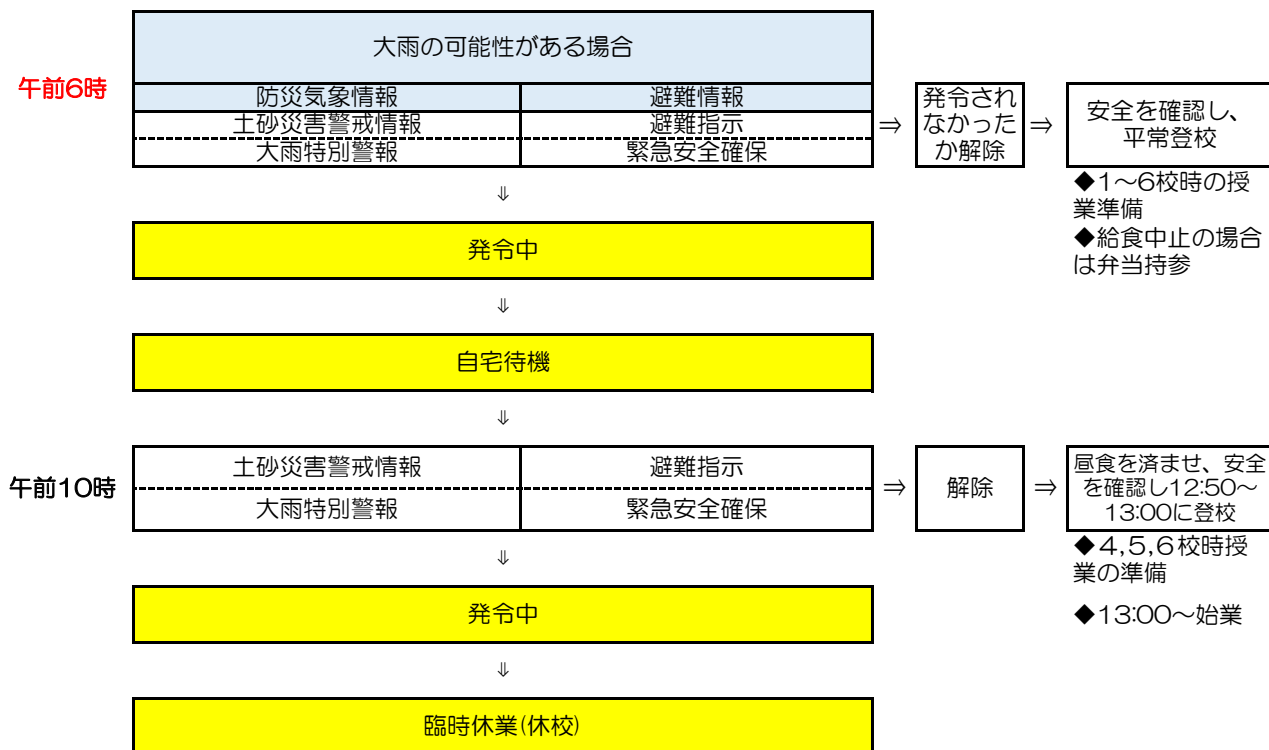 大雨の可能性がある場合
午前6時
防災気象情報
避難情報
土砂災害警戒情報
避難指示
大雨特別警報
緊急安全確保
⇒
発令され
なかった
か解除
⇒
安全を確認し、
平常登校
◆1～6校時の授
業準備
◆給食中止の場合
は弁当持参
⇓
発令中
⇓
自宅待機
⇓
午前10時
土砂災害警戒情報
避難指示
大雨特別警報
緊急安全確保
⇒
解除
⇒
昼食を済ませ、安全
を確認し12:50～
13:00に登校
◆4,5,6校時授
業の準備
◆13:00～始業
⇓
発令中
⇓
臨時休業(休校)